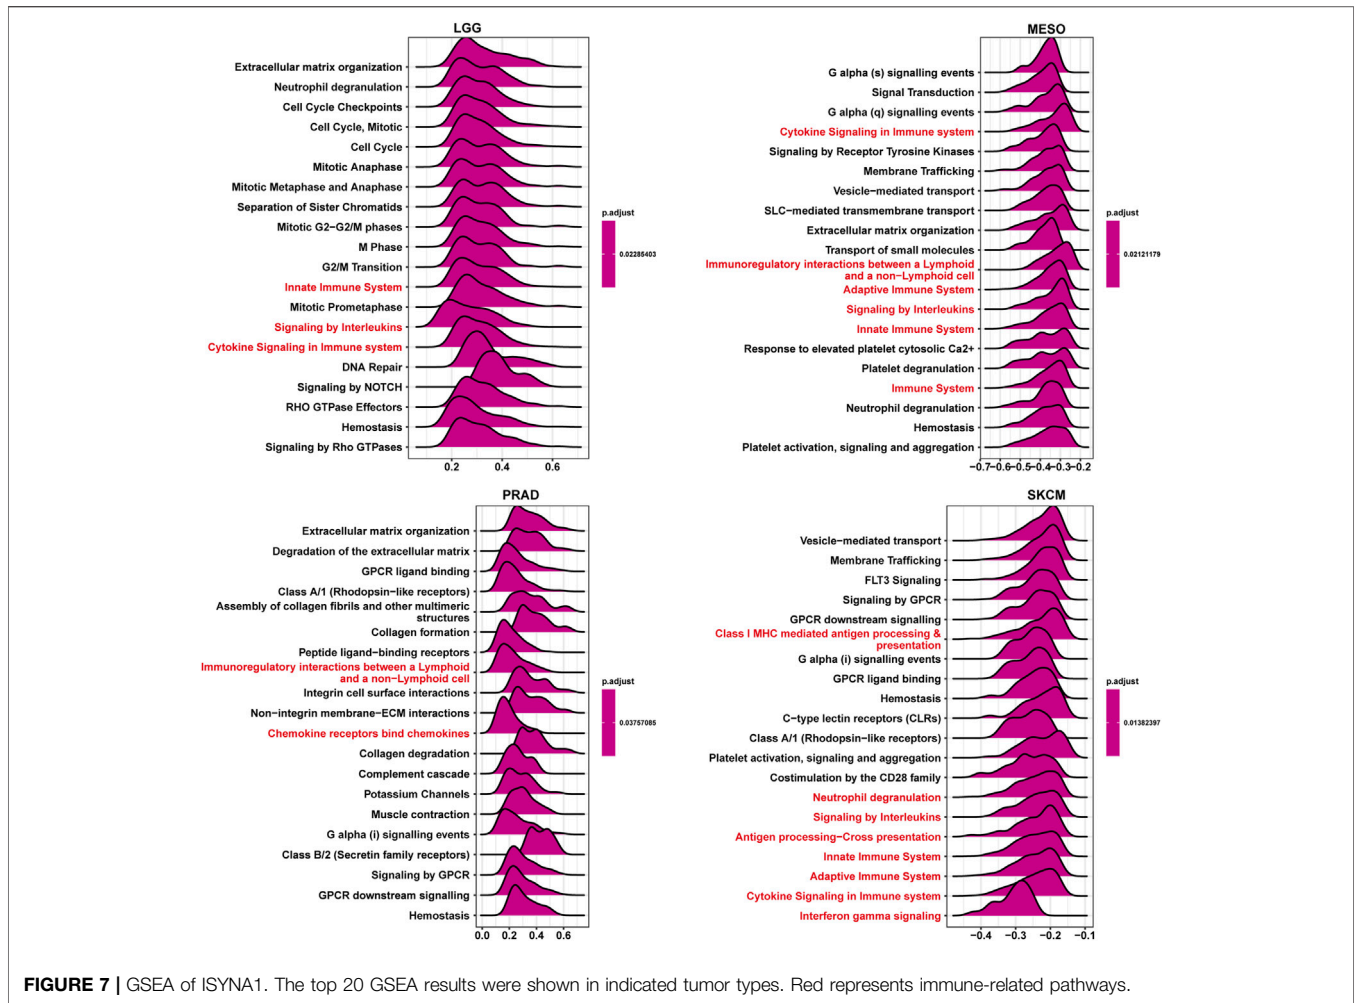 LGG
Extracellular matrix organization
Neutrophil degranulation
Cell Cycle Checkpoints
Cell Cycle, Mitotic
Cell Cycle
Mitotic Anaphase
Mitotic Metaphase and Anaphase
Separation of Sister Chromatids
Mitotic G2−G2/M phases
M Phase
G2/M Transition
Innate Immune System
Mitotic Prometaphase
Signaling by Interleukins
Cytokine Signaling in Immune system
DNA Repair
Signaling by NOTCH
RHO GTPase Effectors
Hemostasis
Signaling by Rho GTPases
0.2 0.4 0.6
p.adjust
0.02285403
MESO
G alpha (s) signalling events
Signal Transduction
G alpha (q) signalling events
Cytokine Signaling in Immune system
Signaling by Receptor Tyrosine Kinases
Membrane Trafficking
Vesicle−mediated transport
SLC−mediated transmembrane transport
Extracellular matrix organization
Transport of small molecules
Immunoregulatory interactions between a Lymphoid
and a non−Lymphoid cell
Adaptive Immune System
Signaling by Interleukins
Innate Immune System
Response to elevated platelet cytosolic Ca2+
Platelet degranulation
Immune System
Neutrophil degranulation
Hemostasis
Platelet activation, signaling and aggregation
−0.7−0.6−0.5−0.4−0.3−0.2
p.adjust
0.02121179
PRAD
Extracellular matrix organization
Degradation of the extracellular matrix
GPCR ligand binding
Class A/1 (Rhodopsin−like receptors)
Assembly of collagen fibrils and other multimeric
structures
Collagen formation
Peptide ligand−binding receptors
Immunoregulatory interactions between a Lymphoid
and a non−Lymphoid cell
Integrin cell surface interactions
Non−integrin membrane−ECM interactions
Chemokine receptors bind chemokines
Collagen degradation
Complement cascade
Potassium Channels
Muscle contraction
G alpha (i) signalling events
Class B/2 (Secretin family receptors)
Signaling by GPCR
GPCR downstream signalling
Hemostasis
0.0 0.2 0.4 0.6
p.adjust
0.03757085
SKCM
Vesicle−mediated transport
Membrane Trafficking
FLT3 Signaling
Signaling by GPCR
GPCR downstream signalling
Class I MHC mediated antigen processing &
presentation
G alpha (i) signalling events
GPCR ligand binding
Hemostasis
C−type lectin receptors (CLRs)
Class A/1 (Rhodopsin−like receptors)
Platelet activation, signaling and aggregation
Costimulation by the CD28 family
Neutrophil degranulation
Signaling by Interleukins
Antigen processing−Cross presentation
Innate Immune System
Adaptive Immune System
Cytokine Signaling in Immune system
Interferon gamma signaling
−0.4 −0.3 −0.2 −0.1
p.adjust
0.01382397
FIGURE 7 | GSEA of ISYNA1. The top 20 GSEA results were shown in indicated tumor types. Red represents immune-related pathways.